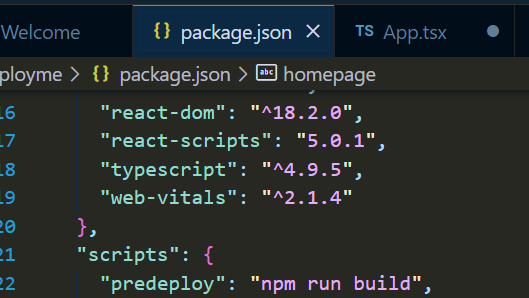 Welcome
{} package.json ×
TS App.tsx
ployme > {} package.json > abc homepage
16 "react-dom": "^18.2.0",
17 "react-scripts": "5.0.1",
18 "typescript": "^4.9.5",
19 "web-vitals": "^2.1.4"
20 },
21 "scripts": {
22 "predeploy": "npm run build",